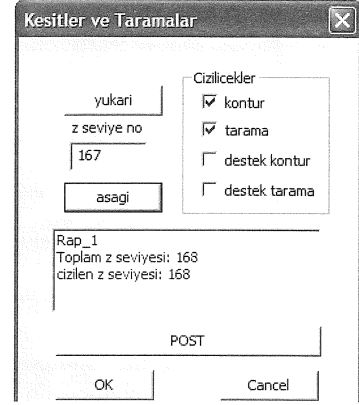 Kesitler ve Taramalar
yukari
z seviye no
167
asagi
Cizilicekler
kontur
tarama
destek kontur
destek tarama
Rap_1
Toplam z seviyesi: 168
cizilen z seviyesi: 168
POST
OK
Cancel